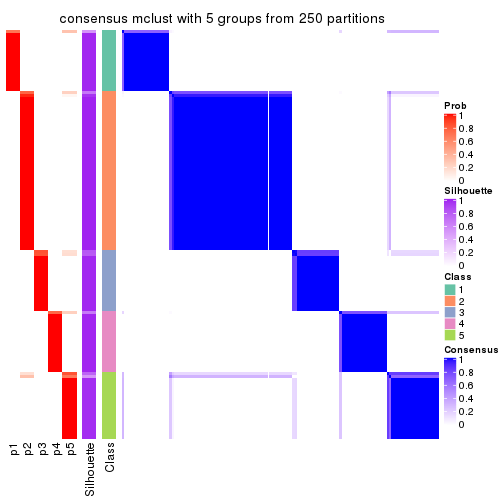 consensus mclust with 5 groups from 250 partitions
Prob
1
0.8
0.6
0.4
0.2
0
Silhouette
1
0.8
0.6
0.4
0.2
0
Class
1
2
3
4
5
Consensus
1
0.8
0.6
0.4
0.2
0
p1
p2
p3
p4
p5
Silhouette
Class